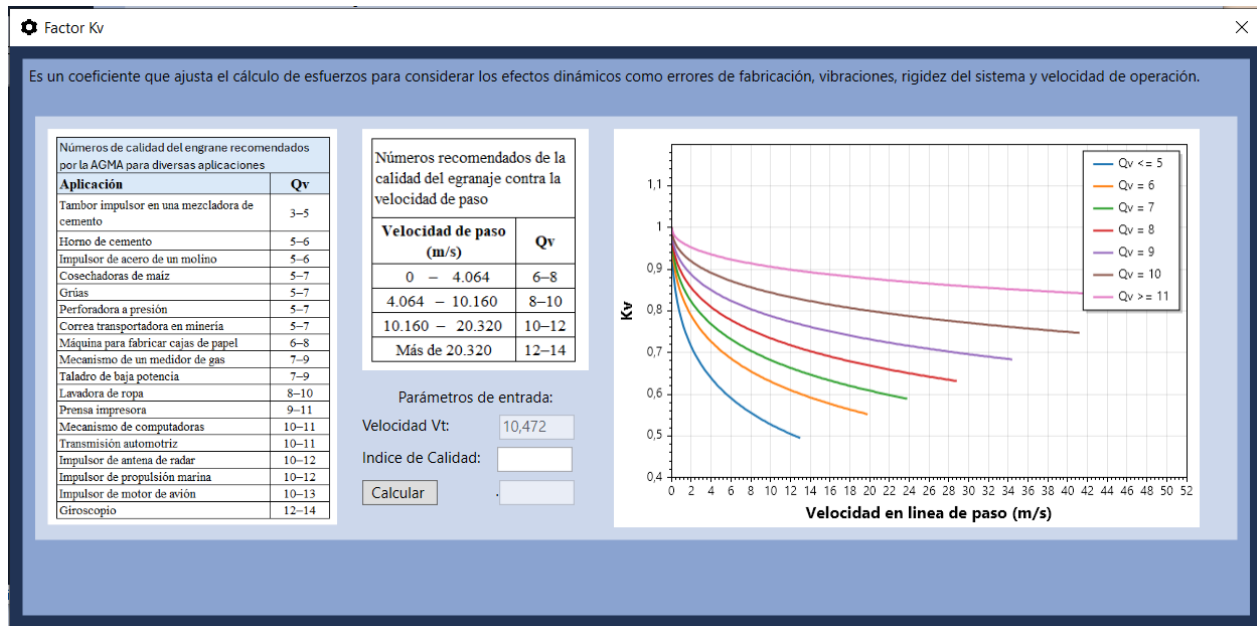 Factor Kv
Es un coeficiente que ajusta el cálculo de esfuerzos para considerar los efectos dinámicos como errores de fabricación, vibraciones, rigidez del sistema y velocidad de operación.
Números de calidad del engrane recomendados
por la AGMA para diversas aplicaciones
Aplicación Qv
Tambor impulsor en una mezcladora de
cemento 3–5
Horno de cemento 5–6
Impulsor de acero de un molino 5–6
Cosechadoras de maíz 5–7
Grúas 5–7
Perforadora a presión 5–7
Correa transportadora en minería 5–7
Máquina para fabricar cajas de papel 6–8
Mecanismo de un medidor de gas 7–9
Taladro de baja potencia 7–9
Lavadora de ropa 8–10
Prensa impresora 9–11
Mecanismo de computadoras 10–11
Transmisión automotriz 10–11
Impulsor de antena de radar 10–12
Impulsor de propulsión marina 10–12
Impulsor de motor de avión 10–13
Giroscopio 12–14
Números recomendados de la
calidad del egranaje contra la
velocidad de paso
Velocidad de paso
(m/s) Qv
0 – 4.064 6–8
4.064 – 10.160 8–10
10.160 – 20.320 10–12
Más de 20.320 12–14
Parámetros de entrada:
Velocidad Vt: 10,472
Indice de Calidad:
Calcular .
Qv <= 5
Qv = 6
Qv = 7
Qv = 8
Qv = 9
Qv = 10
Qv >= 11
Kv
1,1
1
0,9
0,8
0,7
0,6
0,5
0,4
0 2 4 6 8 10 12 14 16 18 20 22 24 26 28 30 32 34 36 38 40 42 44 46 48 50 52
Velocidad en linea de paso (m/s)